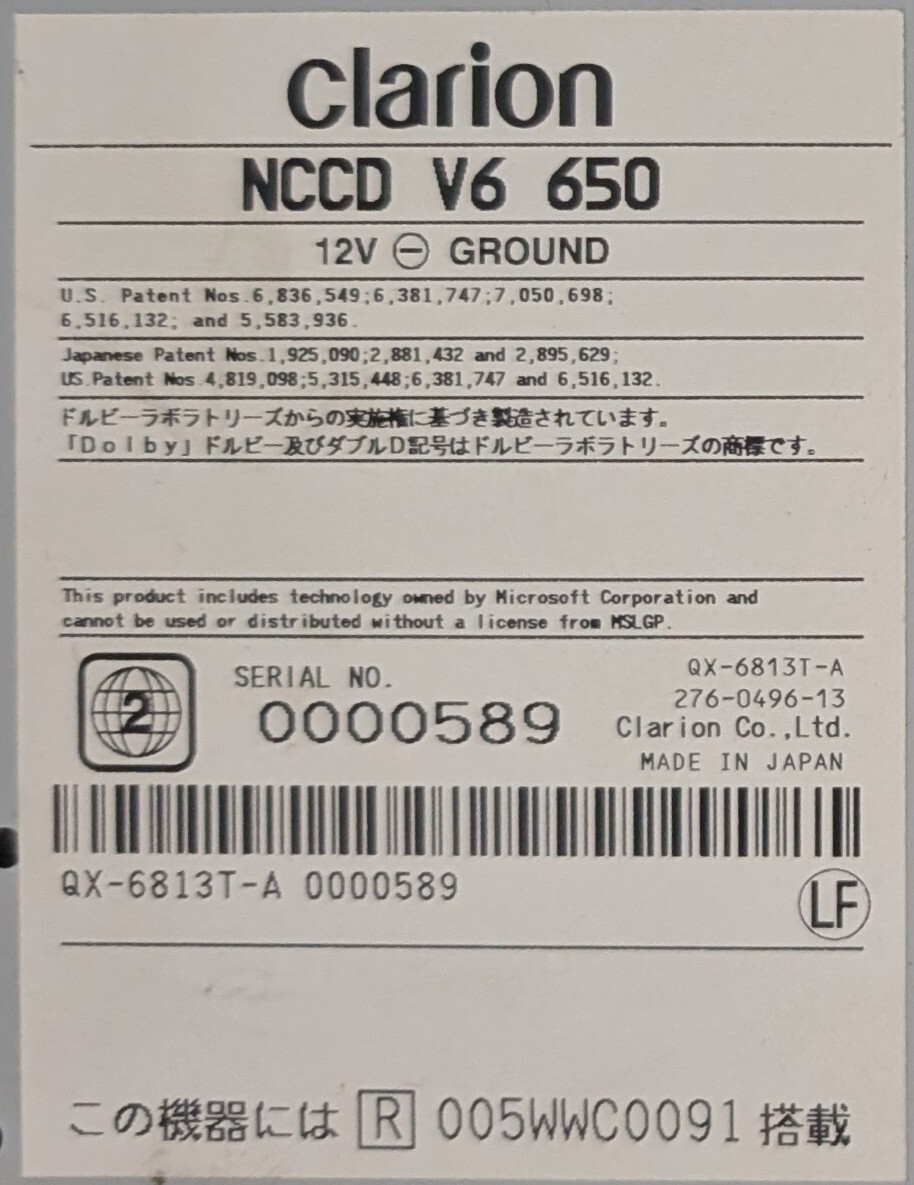 clarion
NCCD V6 650
12V ⊖ GROUND
U.S. Patent Nos.6,836,549;6,381,747;7,050,698;
6,516,132; and 5,583,936.
Japanese Patent Nos.1,925,090;2,881,432 and 2,895,629;
US Patent Nos.4,819,098;5,315,448;6,381,747 and 6,516,132.
ドルビーラボラトリーズからの実施権に基づき製造されています。
「Dolby」ドルビー及びダブルD記号はドルビーラボラトリーズの商標です。
This product includes technology owned by Microsoft Corporation and
cannot be used or distributed without a license from MSLGP.
2
SERIAL NO.
0000589
QX-6813T-A
276-0496-13
Clarion Co.,Ltd.
MADE IN JAPAN
QX-6813T-A 0000589
LF
この機器には R 005WWC0091 搭載